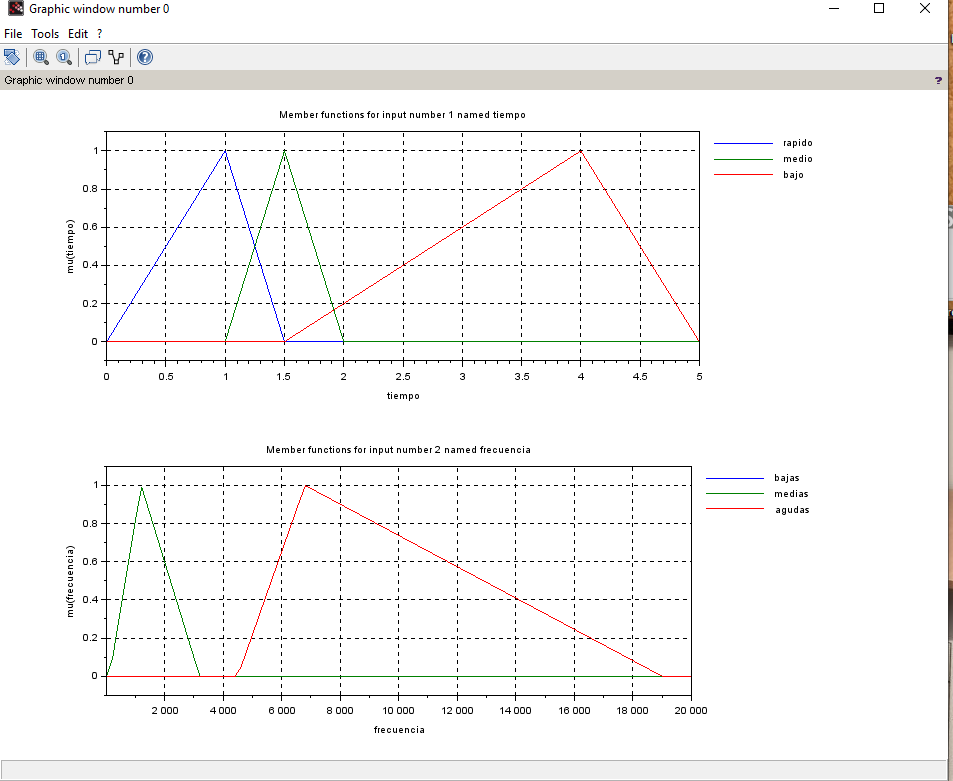 Graphic window number 0
File Tools Edit ?
Graphic window number 0 ?
Member functions for input number 1 named tiempo
mu(tiempo)
1
0.8
0.6
0.4
0.2
0
0 0.5 1 1.5 2 2.5 3 3.5 4 4.5 5
tiempo
rapido
medio
bajo
Member functions for input number 2 named frecuencia
mu(frecuencia)
1
0.8
0.6
0.4
0.2
0
2 000 4 000 6 000 8 000 10 000 12 000 14 000 16 000 18 000 20 000
frecuencia
bajas
medias
agudas